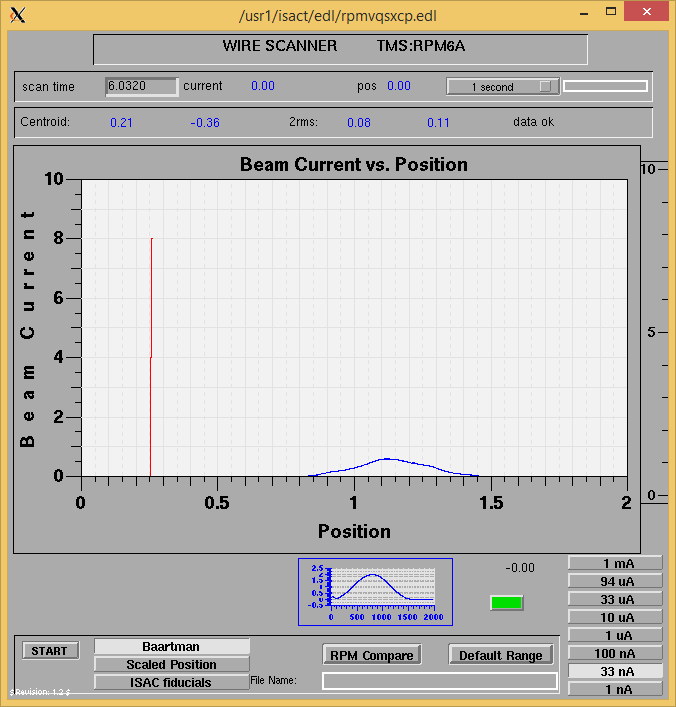 /usr1/isact/edl/rpmvqsxcp.edl
WIRE SCANNER TMS:RPM6A
scan time 6.0320 current 0.00 pos 0.00 1 second
Centroid: 0.21 -0.36 2rms: 0.08 0.11 data ok
Beam Current vs. Position
Beam Current
10
8
6
4
2
0
0 0.5 1 1.5 2
Position
10
5
0
2.5
1.5
0.5
-0.5
0 500 1000 1500 2000
-0.00
1 mA
94 uA
33 uA
10 uA
1 uA
100 nA
33 nA
1 nA
START
Baartman
Scaled Position
ISAC fiducials
RPM Compare
Default Range
File Name:
$Revision: 1.2 $